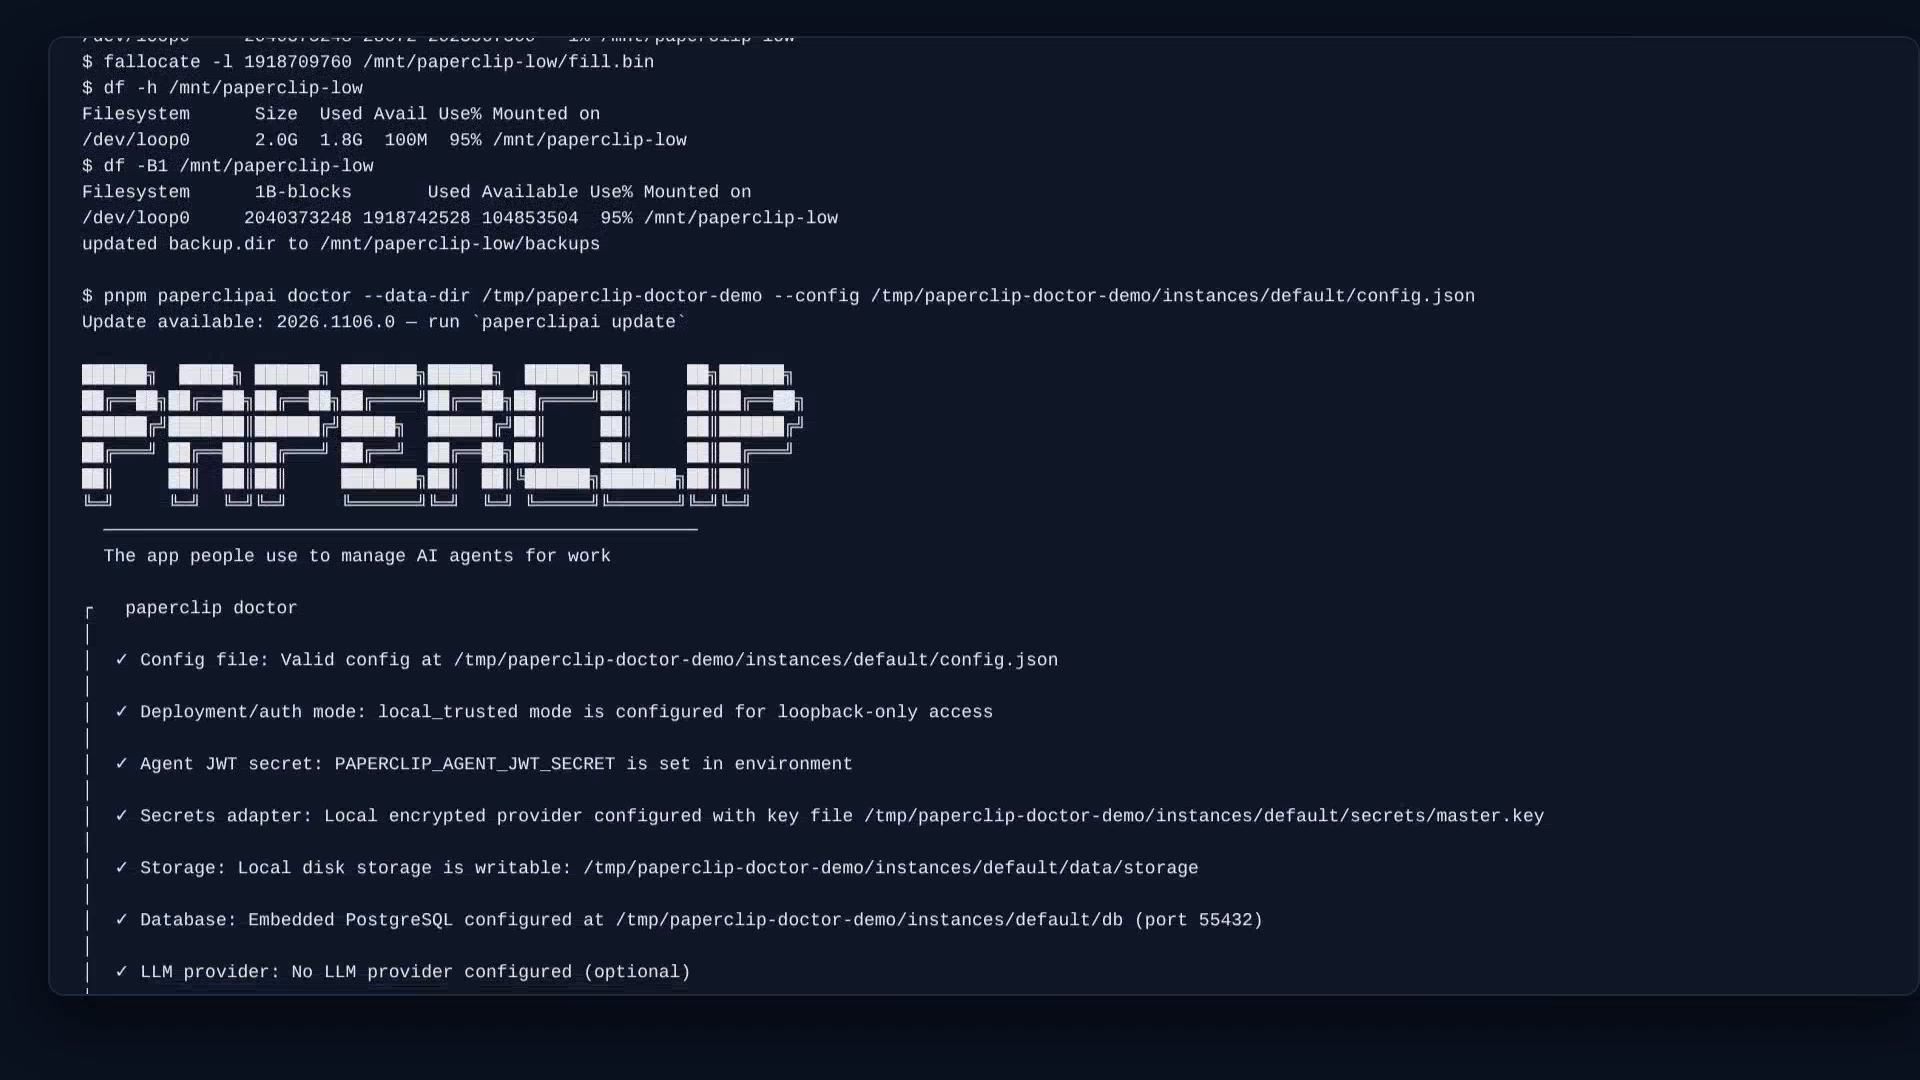 /dev/loop0     2040373248 28672 2023567360   1% /mnt/paperclip-low
$ fallocate -l 1918709760 /mnt/paperclip-low/fill.bin
$ df -h /mnt/paperclip-low
Filesystem      Size  Used Avail Use% Mounted on
/dev/loop0      2.0G  1.8G  100M  95% /mnt/paperclip-low
$ df -B1 /mnt/paperclip-low
Filesystem      1B-blocks       Used Available Use% Mounted on
/dev/loop0     2040373248 1918742528 104853504  95% /mnt/paperclip-low
updated backup.dir to /mnt/paperclip-low/backups
$ pnpm paperclipai doctor --data-dir /tmp/paperclip-doctor-demo --config /tmp/paperclip-doctor-demo/instances/default/config.json
Update available: 2026.1106.0 — run `paperclipai update`
PAPERCLIP
The app people use to manage AI agents for work
paperclip doctor
✓ Config file: Valid config at /tmp/paperclip-doctor-demo/instances/default/config.json
✓ Deployment/auth mode: local_trusted mode is configured for loopback-only access
✓ Agent JWT secret: PAPERCLIP_AGENT_JWT_SECRET is set in environment
✓ Secrets adapter: Local encrypted provider configured with key file /tmp/paperclip-doctor-demo/instances/default/secrets/master.key
✓ Storage: Local disk storage is writable: /tmp/paperclip-doctor-demo/instances/default/data/storage
✓ Database: Embedded PostgreSQL configured at /tmp/paperclip-doctor-demo/instances/default/db (port 55432)
✓ LLM provider: No LLM provider configured (optional)